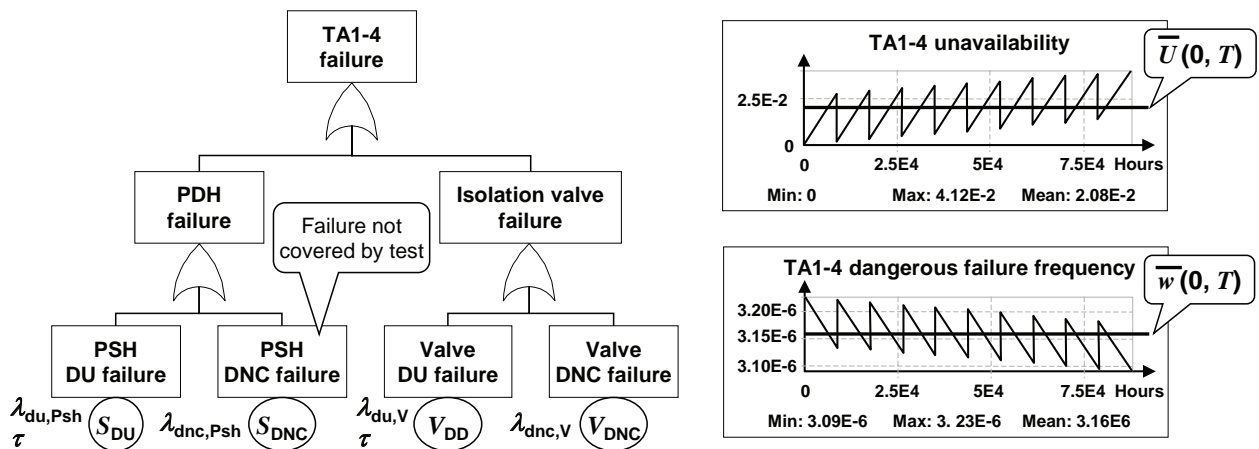 TA1-4
failure
PDH
failure
Isolation valve
failure
Failure not
covered by test
PSH
DU failure
PSH
DNC failure
Valve
DU failure
Valve
DNC failure
λdu,Psh
τ
SDU
λdnc,Psh
SDNC
λdu,V
τ
VDD
λdnc,V
VDNC
TA1-4 unavailability
U̅ (0, T)
2.5E-2
0
0 2.5E4 5E4 7.5E4 Hours
Min: 0 Max: 4.12E-2 Mean: 2.08E-2
TA1-4 dangerous failure frequency
w̅ (0, T)
3.20E-6
3.15E-6
3.10E-6
0 2.5E4 5E4 7.5E4 Hours
Min: 3.09E-6 Max: 3. 23E-6 Mean: 3.16E6